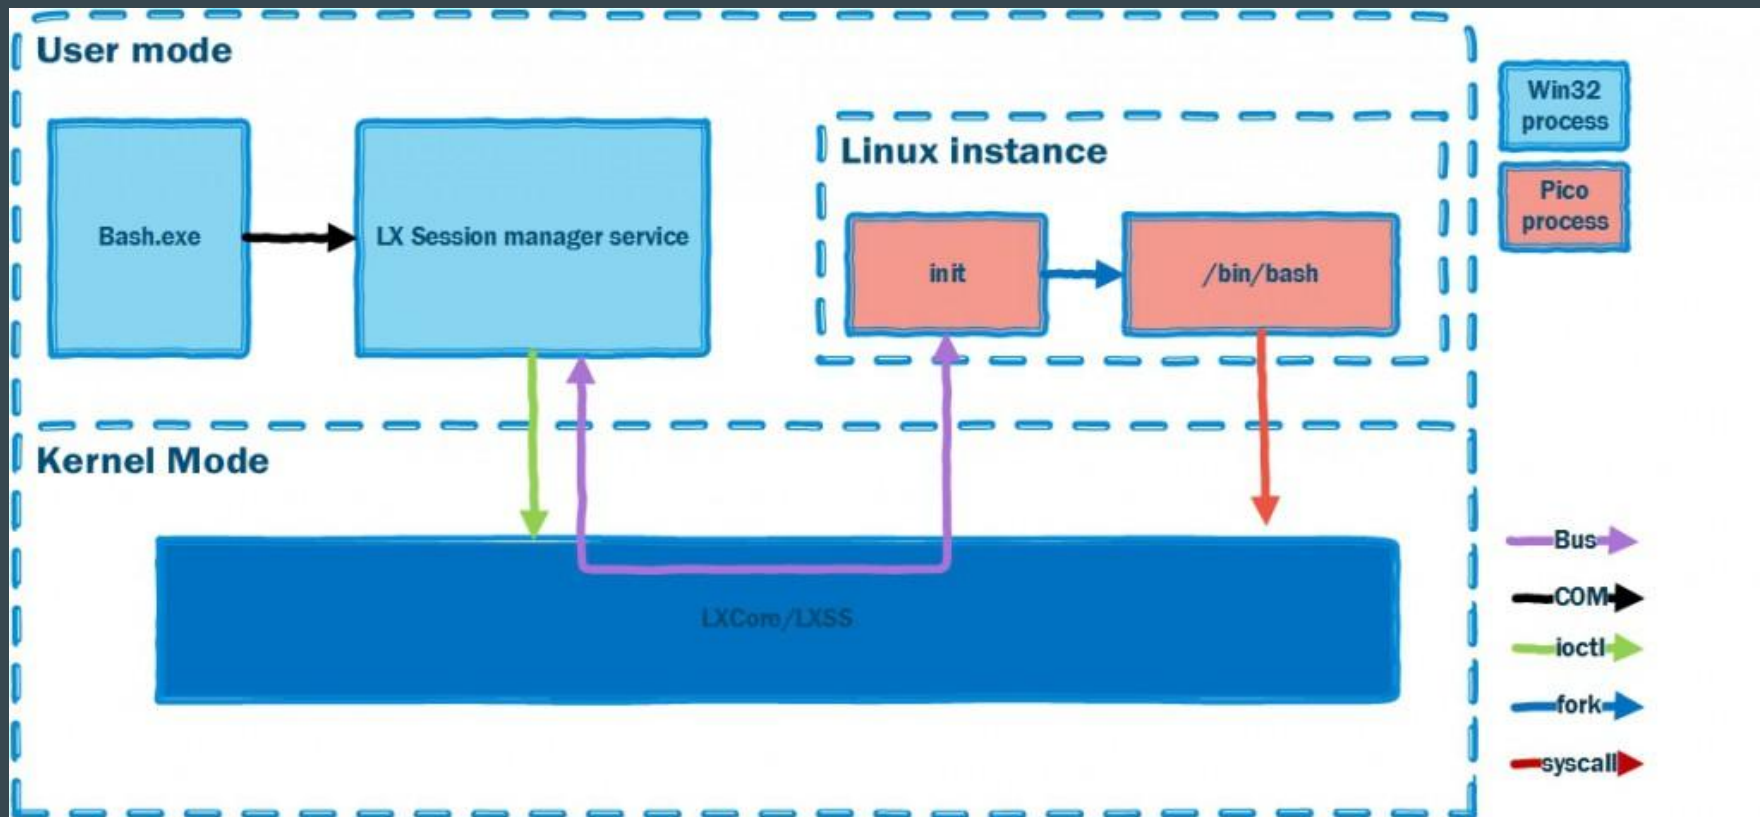 User mode
Bash.exe
LX Session manager service
Linux instance
init
/bin/bash
Kernel Mode
LXCore/LXSS
Win32
process
Pico
process
Bus
COM
ioctl
fork
syscall